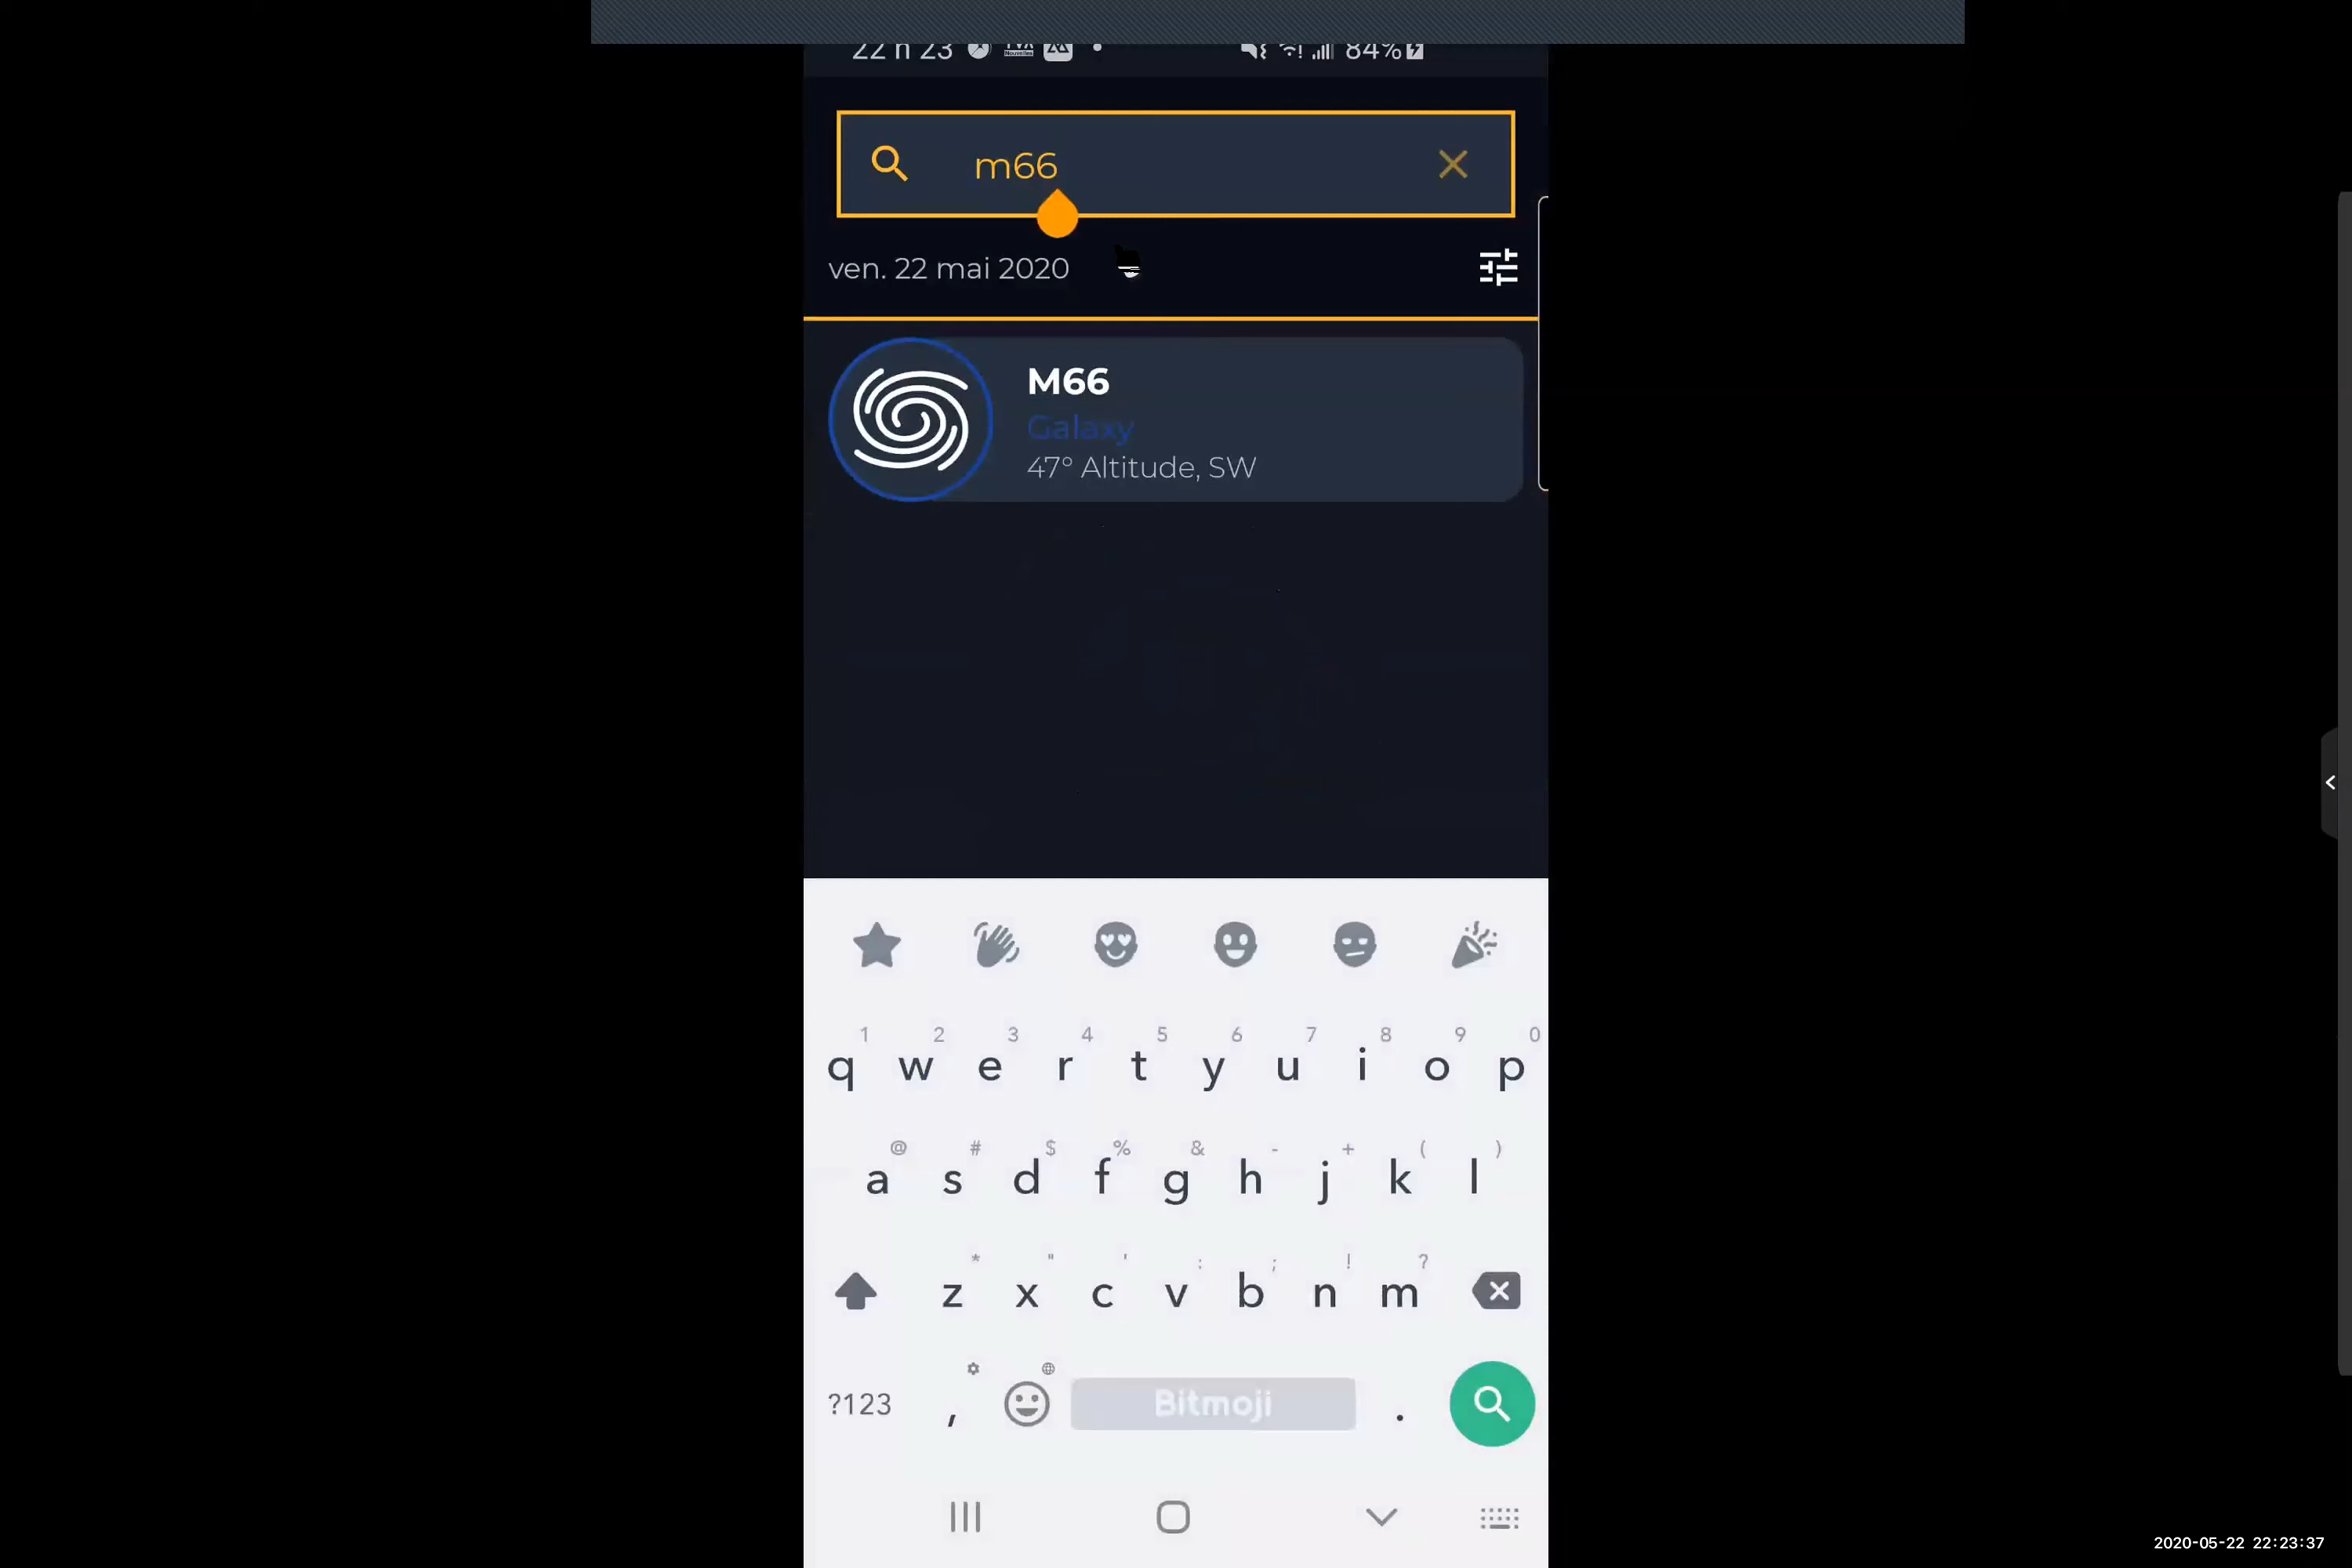 22 h 23 84%
m66
ven. 22 mai 2020
M66
Galaxy
47° Altitude, SW
1 2 3 4 5 6 7 8 9 0
q w e r t y u i o p
@ # $ % & - + ( )
a s d f g h j k l
* " ' : ; ! ?
z x c v b n m
?123 , Bitmoji .
2020-05-22 22:23:37